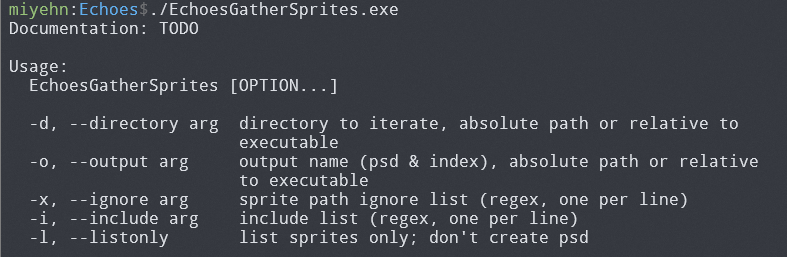 miyehn:Echoes$./EchoesGatherSprites.exe
Documentation: TODO
Usage:
EchoesGatherSprites [OPTION...]
-d, --directory arg  directory to iterate, absolute path or relative to
executable
-o, --output arg     output name (psd & index), absolute path or relative
to executable
-x, --ignore arg     sprite path ignore list (regex, one per line)
-i, --include arg    include list (regex, one per line)
-l, --listonly       list sprites only; don't create psd